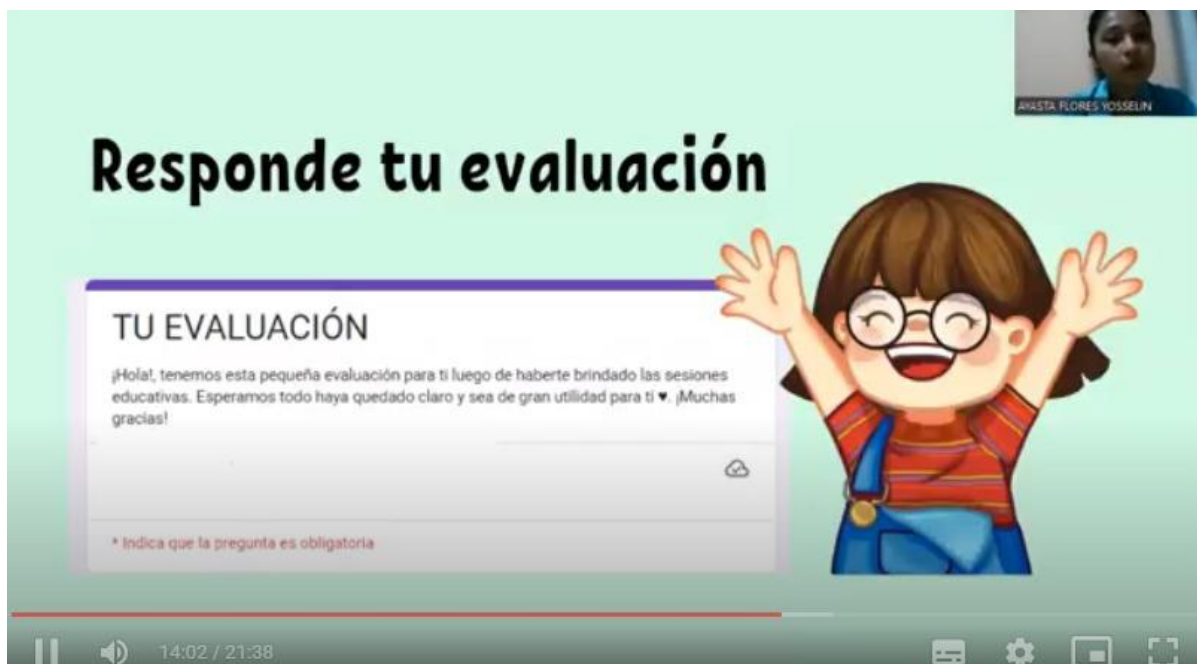 AYASTA FLORES YOSSELIN
Responde tu evaluación
TU EVALUACIÓN
¡Hola!, tenemos esta pequeña evaluación para ti luego de haberte brindado las sesiones
educativas. Esperamos todo haya quedado claro y sea de gran utilidad para ti ♥. ¡Muchas
gracias!
* Indica que la pregunta es obligatoria
14:02 / 21:38